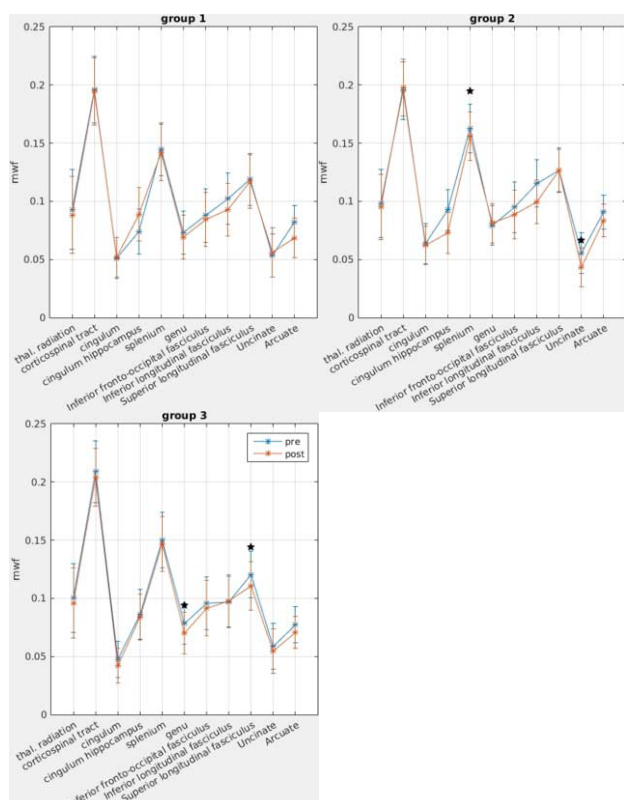 group 1
0.25
0.2
0.15
0.1
0.05
0
mwf
thal. radiation
corticospinal tract
cingulum
cingulum hippocampus
splenium
genu
Inferior fronto-occipital fasciculus
Inferior longitudinal fasciculus
Superior longitudinal fasciculus
Uncinate
Arcuate
group 2
0.25
0.2
0.15
0.1
0.05
0
mwf
thal. radiation
corticospinal tract
cingulum
cingulum hippocampus
splenium
genu
Inferior fronto-occipital fasciculus
Inferior longitudinal fasciculus
Superior longitudinal fasciculus
Uncinate
Arcuate
group 3
pre
post
0.25
0.2
0.15
0.1
0.05
0
mwf
thal. radiation
corticospinal tract
cingulum
cingulum hippocampus
splenium
genu
Inferior fronto-occipital fasciculus
Inferior longitudinal fasciculus
Superior longitudinal fasciculus
Uncinate
Arcuate